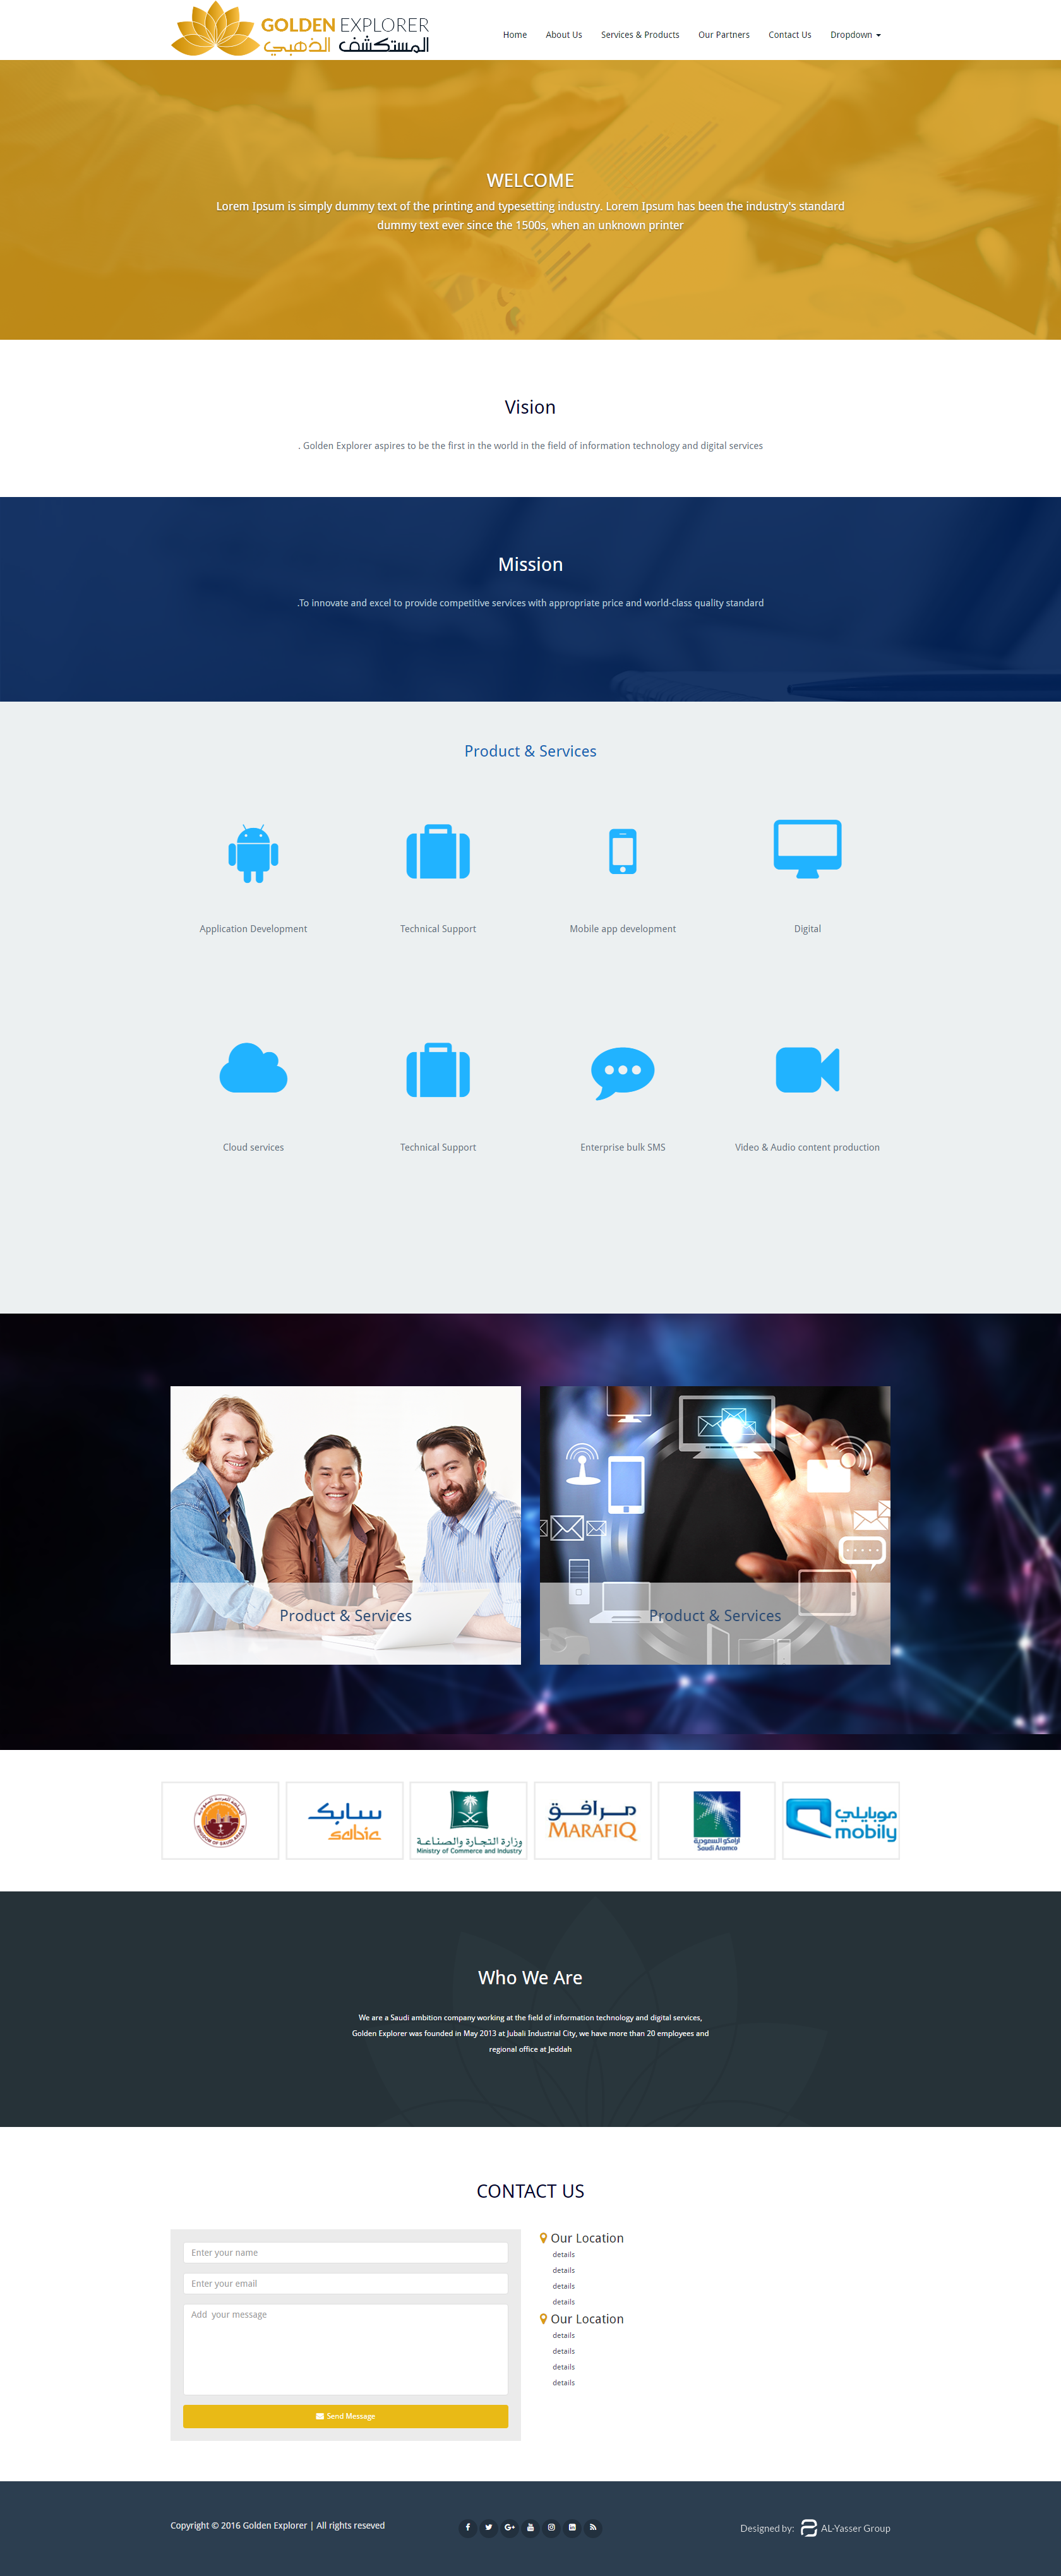 GOLDEN EXPLORER
المستكشف الذهبي
Home About Us Services & Products Our Partners Contact Us Dropdown
WELCOME
Lorem Ipsum is simply dummy text of the printing and typesetting industry. Lorem Ipsum has been the industry's standard
dummy text ever since the 1500s, when an unknown printer
Vision
. Golden Explorer aspires to be the first in the world in the field of information technology and digital services
Mission
.To innovate and excel to provide competitive services with appropriate price and world-class quality standard
Product & Services
Application Development Technical Support Mobile app development Digital
Cloud services Technical Support Enterprise bulk SMS Video & Audio content production
Product & Services Product & Services
KINGDOM OF SAUDI ARABIA
سابک
sabic
وزارة التجارة والصناعة
Ministry of Commerce and Industry
مرافق
MARAFIQ
أرامكو السعودية
Saudi Aramco
موبايلي
mobily
Who We Are
We are a Saudi ambition company working at the field of information technology and digital services,
Golden Explorer was founded in May 2013 at Jubali Industrial City, we have more than 20 employees and
regional office at Jeddah
CONTACT US
Enter your name
Enter your email
Add your message
Send Message
Our Location
details
details
details
details
Our Location
details
details
details
details
Copyright © 2016 Golden Explorer | All rights reseved
Designed by: AL-Yasser Group